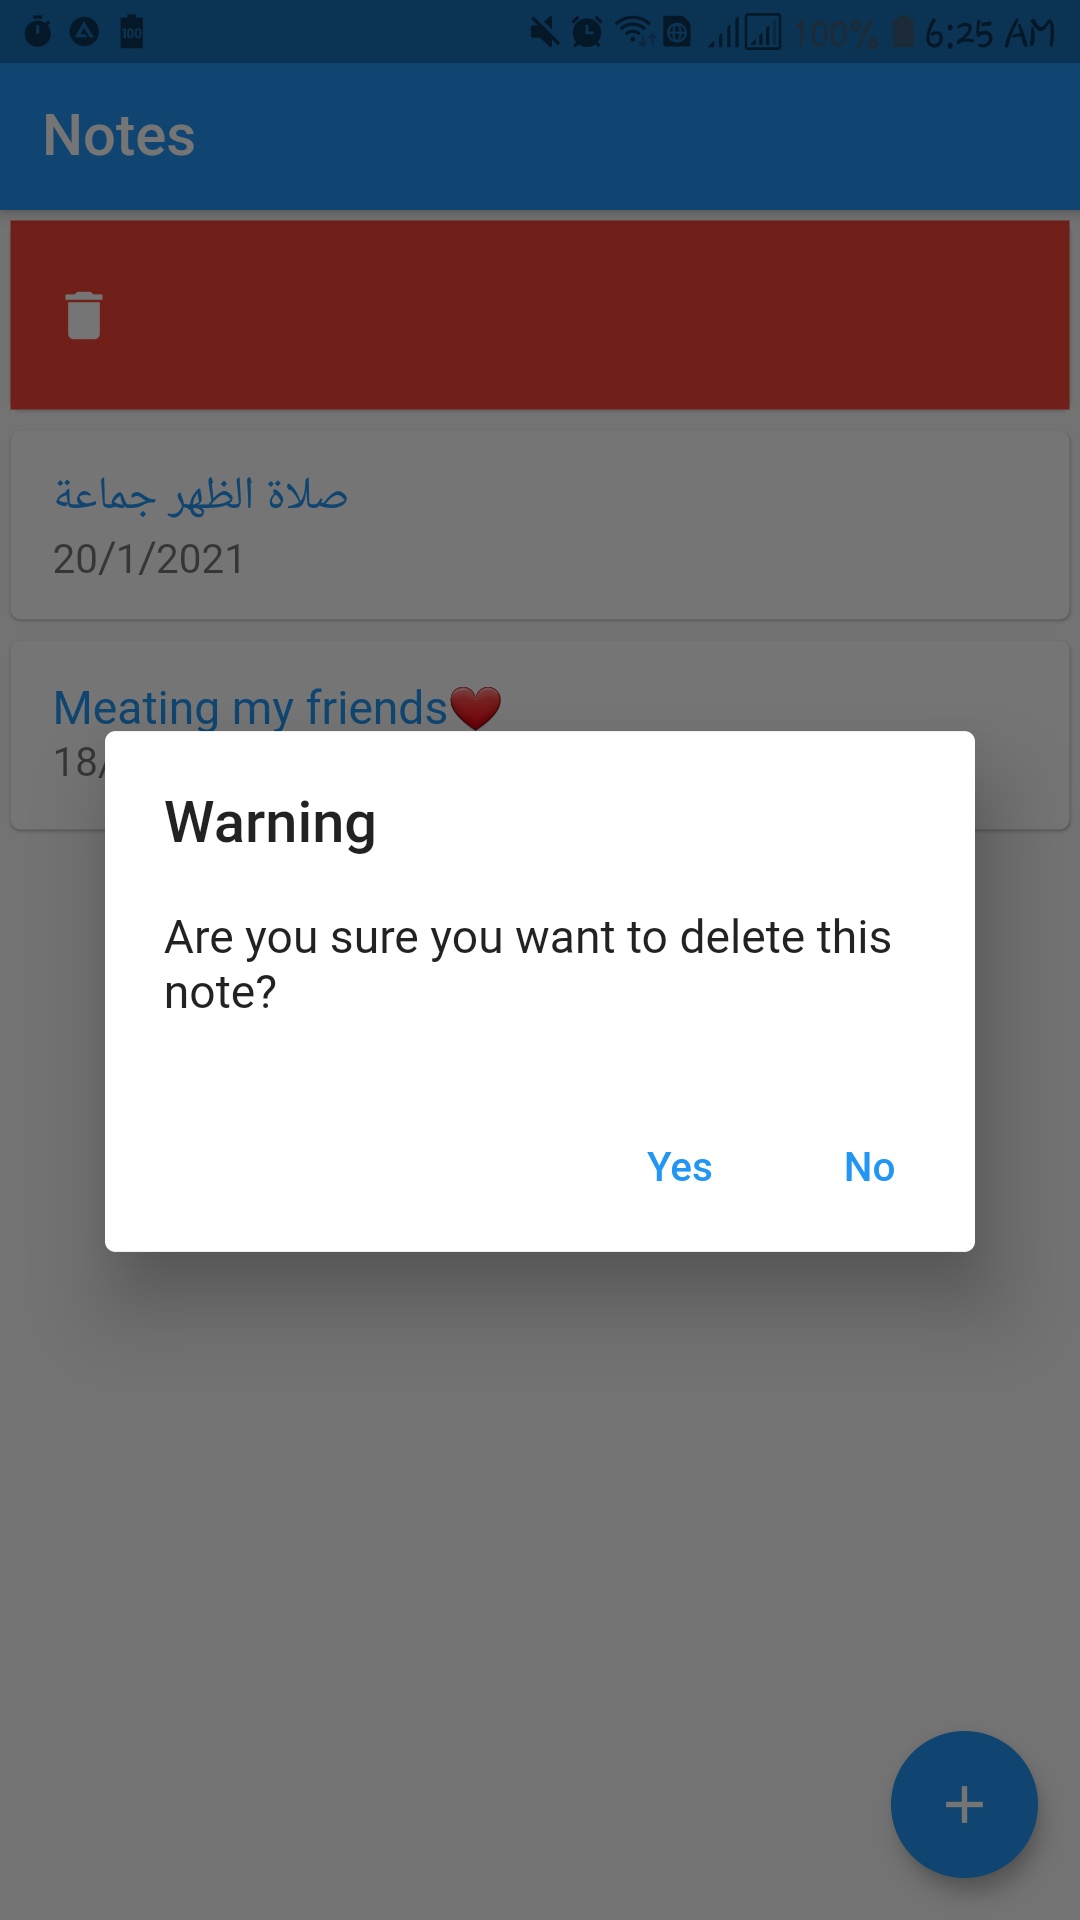 100 100% 6:25 AM
Notes
صلاة الظهر جماعة
20/1/2021
Meating my friends❤️
18/
Warning
Are you sure you want to delete this
note?
Yes No